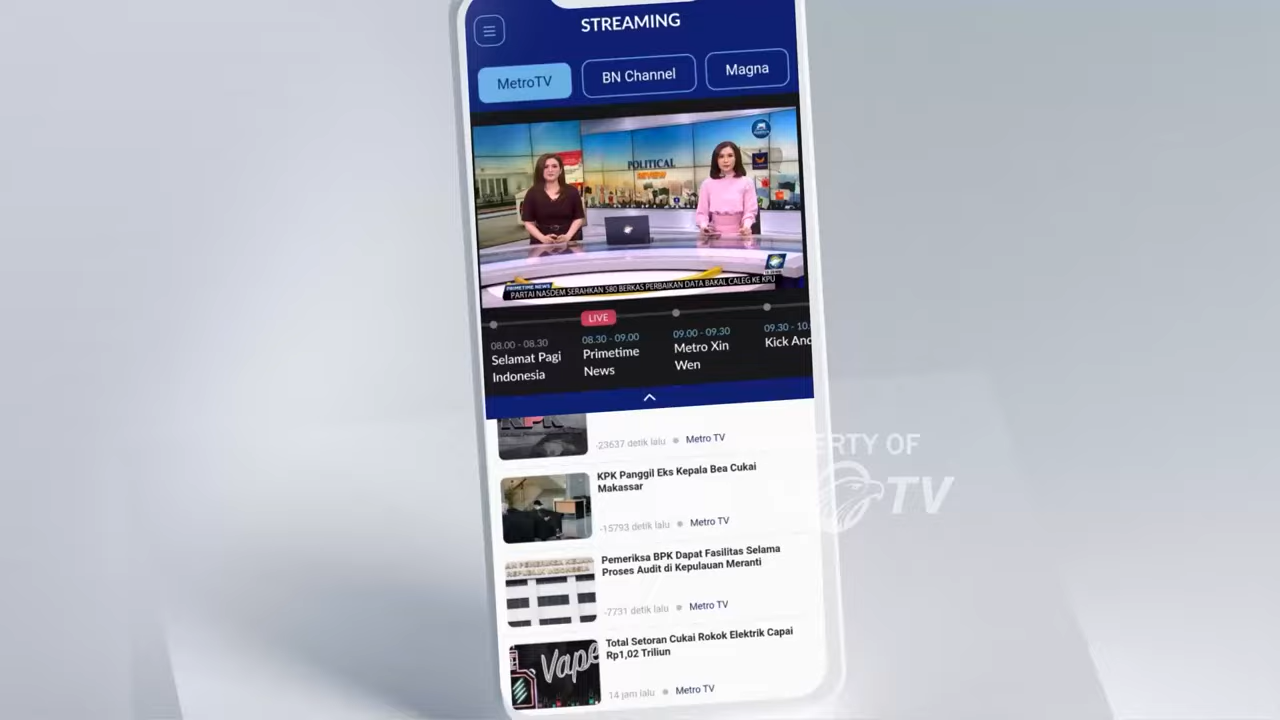 STREAMING
MetroTV
BN Channel
Magna
POLITICAL
REVIEW
PRIMETIME NEWS
PARTAI NASDEM SERAHKAN 580 BERKAS PERBAIKAN DATA BAKAL CALEG KE KPU
LIVE
08.00 - 08.30
Selamat Pagi
Indonesia
08.30 - 09.00
Primetime
News
09.00 - 09.30
Metro Xin
Wen
09.30 - 10.
Kick And
KPK
-23637 detik lalu
Metro TV
KPK Panggil Eks Kepala Bea Cukai
Makassar
-15793 detik lalu
Metro TV
Pemeriksa BPK Dapat Fasilitas Selama
Proses Audit di Kepulauan Meranti
-7731 detik lalu
Metro TV
REPUBLIK INDONESIA
Total Setoran Cukai Rokok Elektrik Capai
Rp1,02 Triliun
14 jam lalu
Metro TV
Vape
ERTY OF
TV